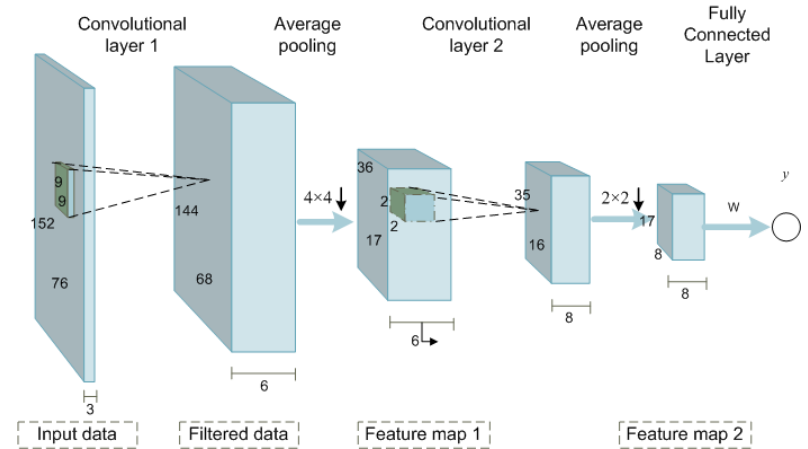 Convolutional
layer 1
Average
pooling
Convolutional
layer 2
Average
pooling
Fully
Connected
Layer
9
9
152
76
3
144
68
6
4×4
36
2
2
17
6
35
16
8
2×2
17
8
8
W
y
Input data
Filtered data
Feature map 1
Feature map 2